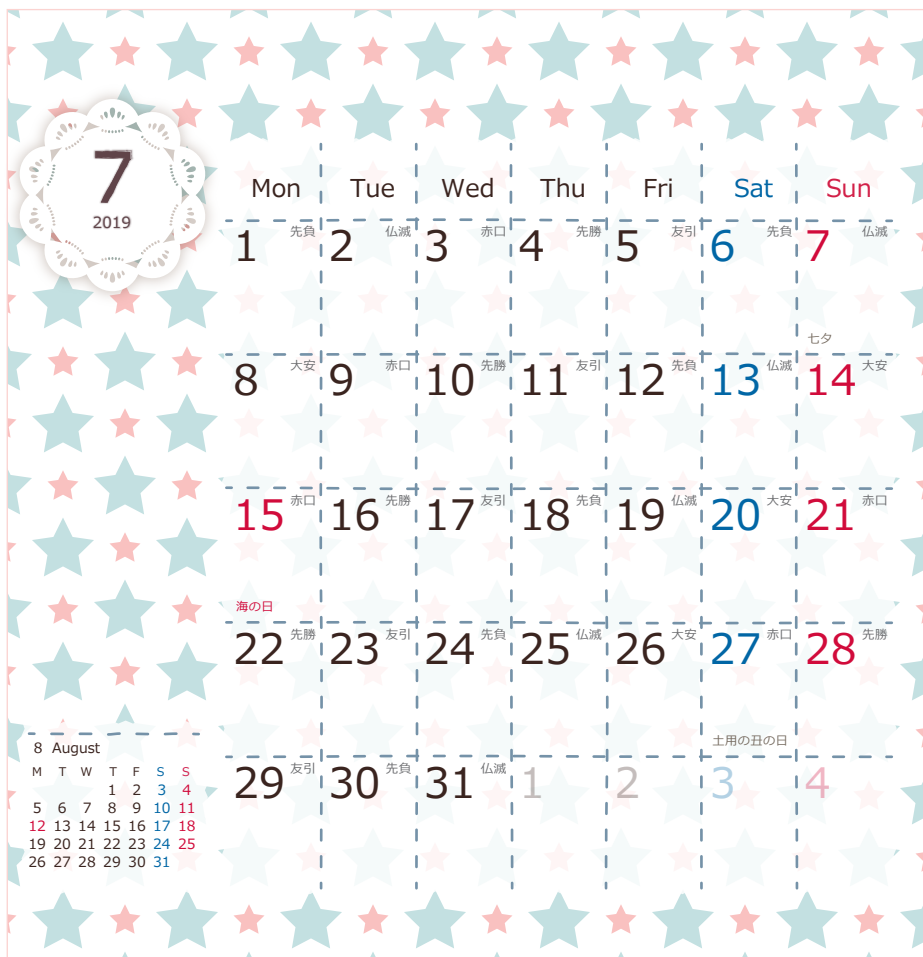 7
2019
Mon Tue Wed Thu Fri Sat Sun
1 先負 2 仏滅 3 赤口 4 先勝 5 友引 6 先負 7 仏滅
七夕
8 大安 9 赤口 10 先勝 11 友引 12 先負 13 仏滅 14 大安
15 赤口 16 先勝 17 友引 18 先負 19 仏滅 20 大安 21 赤口
海の日
22 先勝 23 友引 24 先負 25 仏滅 26 大安 27 赤口 28 先勝
土用の丑の日
29 友引 30 先負 31 仏滅 1 2 3 4
8 August
M T W T F S S
1 2 3 4
5 6 7 8 9 10 11
12 13 14 15 16 17 18
19 20 21 22 23 24 25
26 27 28 29 30 31